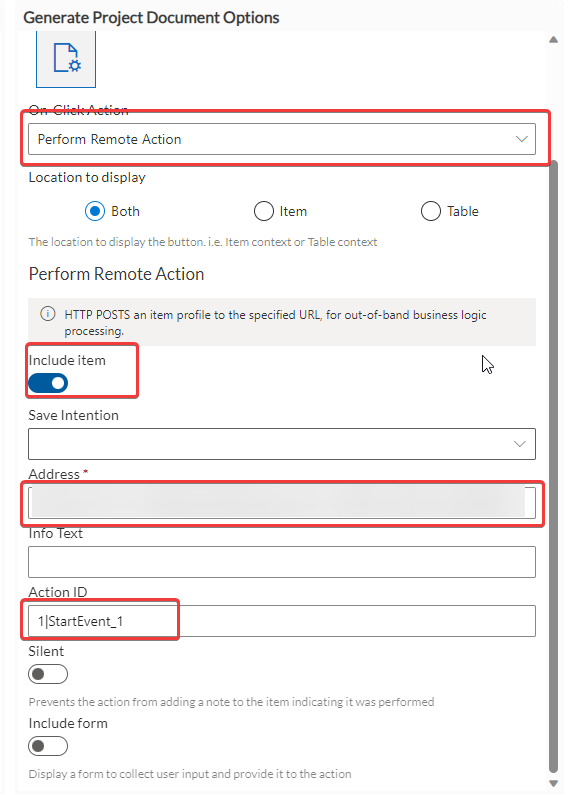 Generate Project Document Options
On-Click Action
Perform Remote Action
Location to display
Both
Item
Table
The location to display the button. i.e. Item context or Table context
Perform Remote Action
HTTP POSTS an item profile to the specified URL, for out-of-band business logic
processing.
Include item
Save Intention
Address *
Info Text
Action ID
1|StartEvent_1
Silent
Prevents the action from adding a note to the item indicating it was performed
Include form
Display a form to collect user input and provide it to the action